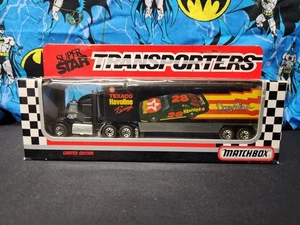 SUPER
STAR
TRANSPORTERS
TEXACO
Havoline
Racing
28
28
LIMITED EDITION
MATCHBOX